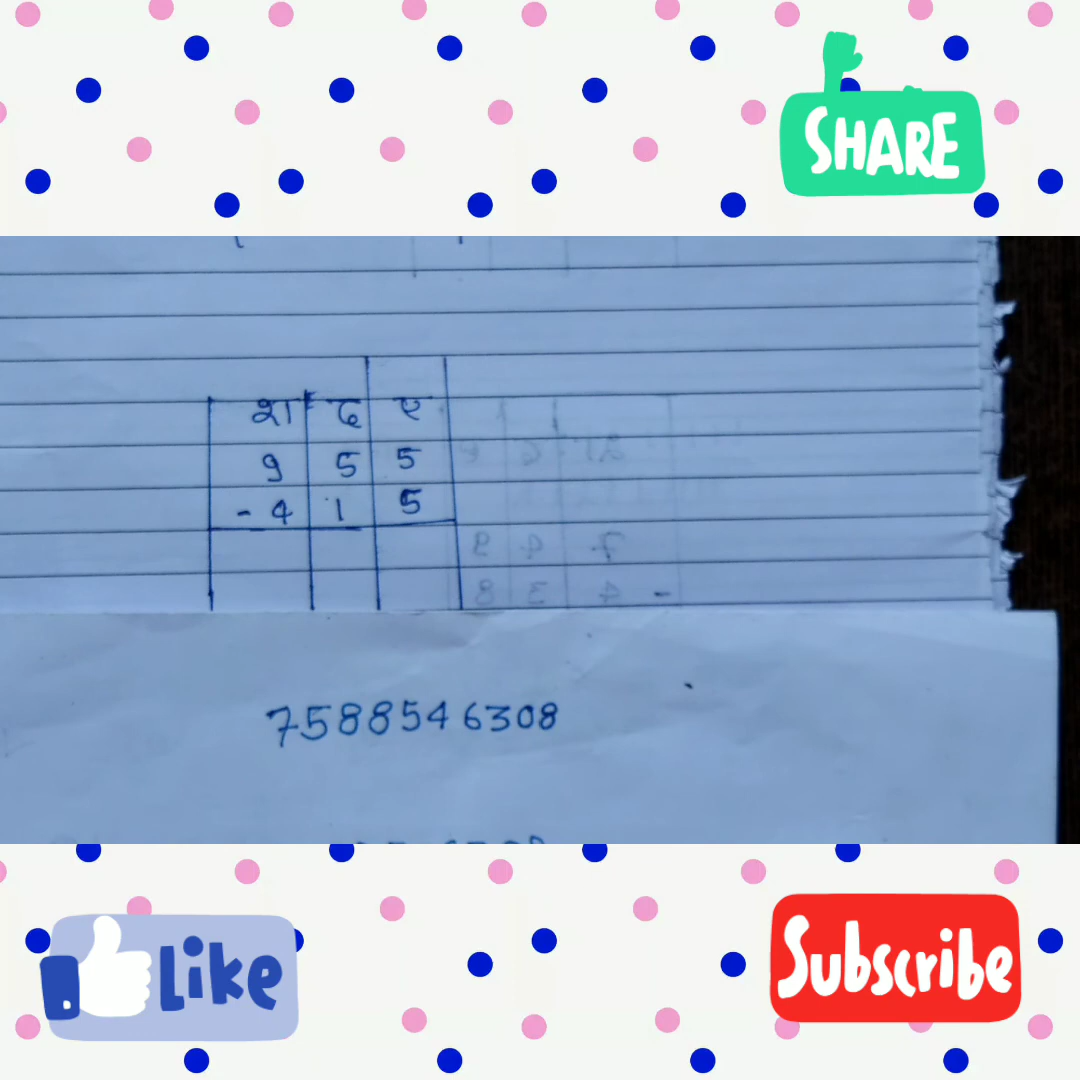 SHARE
श द ए
9 5 5
- 4 1 5
7588546308
Like
Subscribe